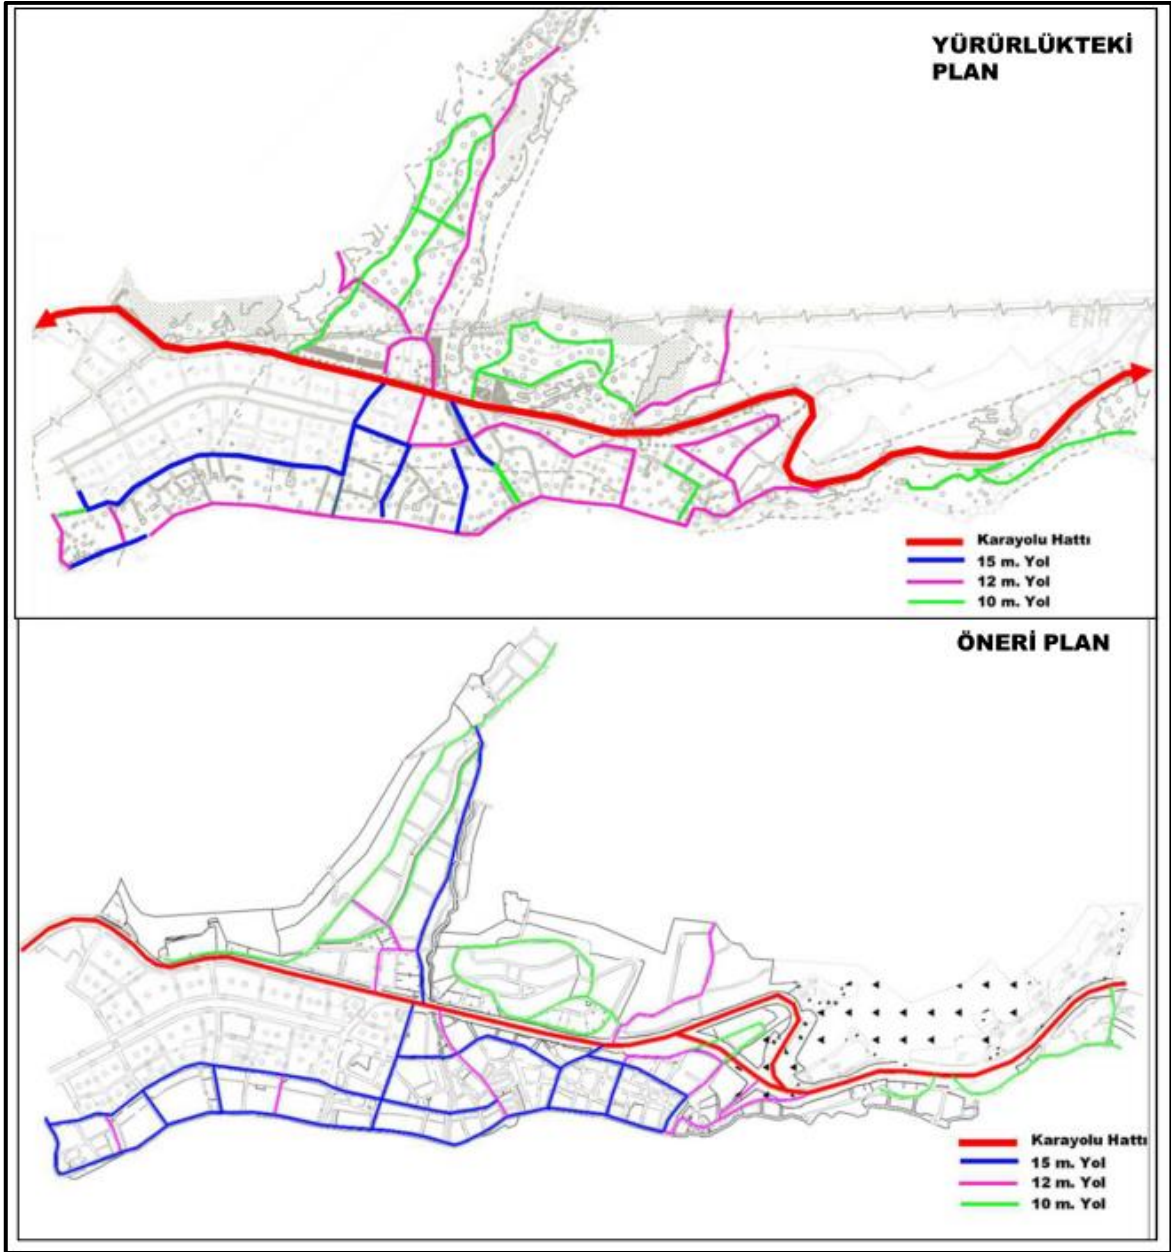 YÜRÜRLÜKTEKİ
PLAN
ENH
Karayolu Hattı
15 m. Yol
12 m. Yol
10 m. Yol
ÖNERİ PLAN
Karayolu Hattı
15 m. Yol
12 m. Yol
10 m. Yol